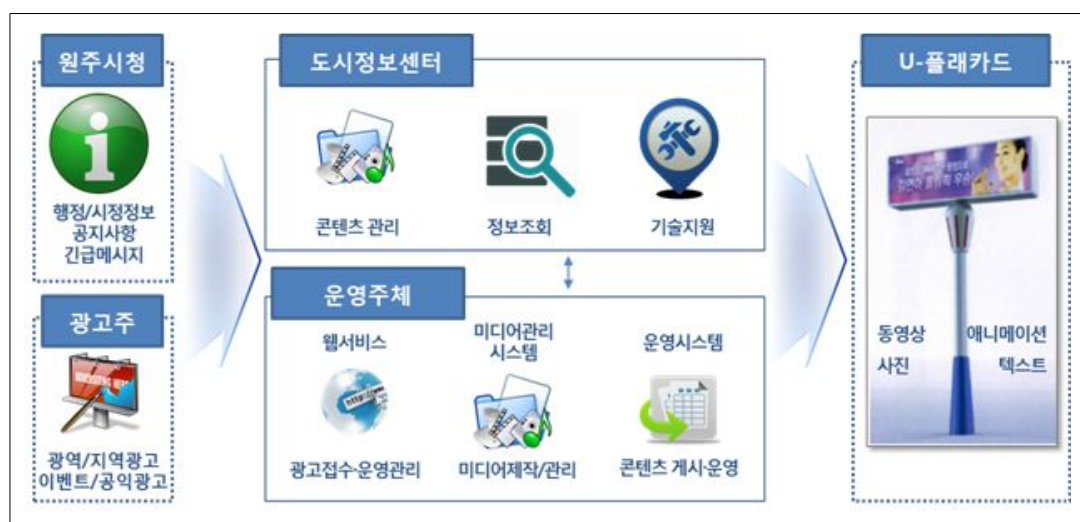 원주시청
행정/시정정보
공지사항
긴급메시지
광고주
광역/지역광고
이벤트/공익광고
도시정보센터
콘텐츠 관리
정보조회
기술지원
운영주체
웹서비스
미디어관리
시스템
운영시스템
광고접수·운영관리
미디어제작/관리
콘텐츠 게시·운영
U-플래카드
동영상
애니메이션
사진
텍스트